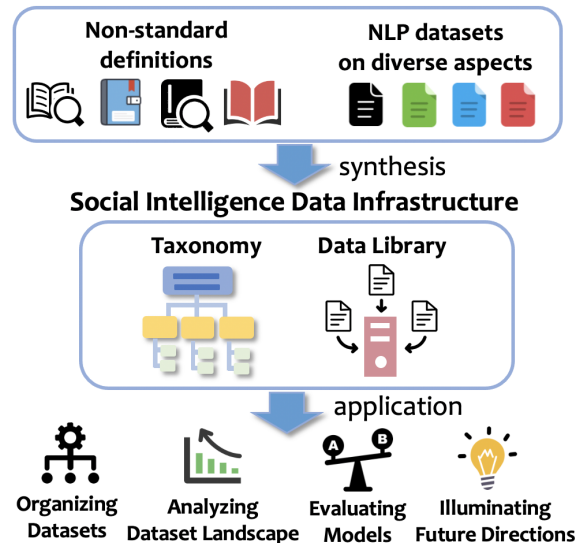 Non-standard
definitions
NLP datasets
on diverse aspects
synthesis
Social Intelligence Data Infrastructure
Taxonomy
Data Library
application
A
B
Organizing
Datasets
Analyzing
Dataset Landscape
Evaluating
Models
Illuminating
Future Directions